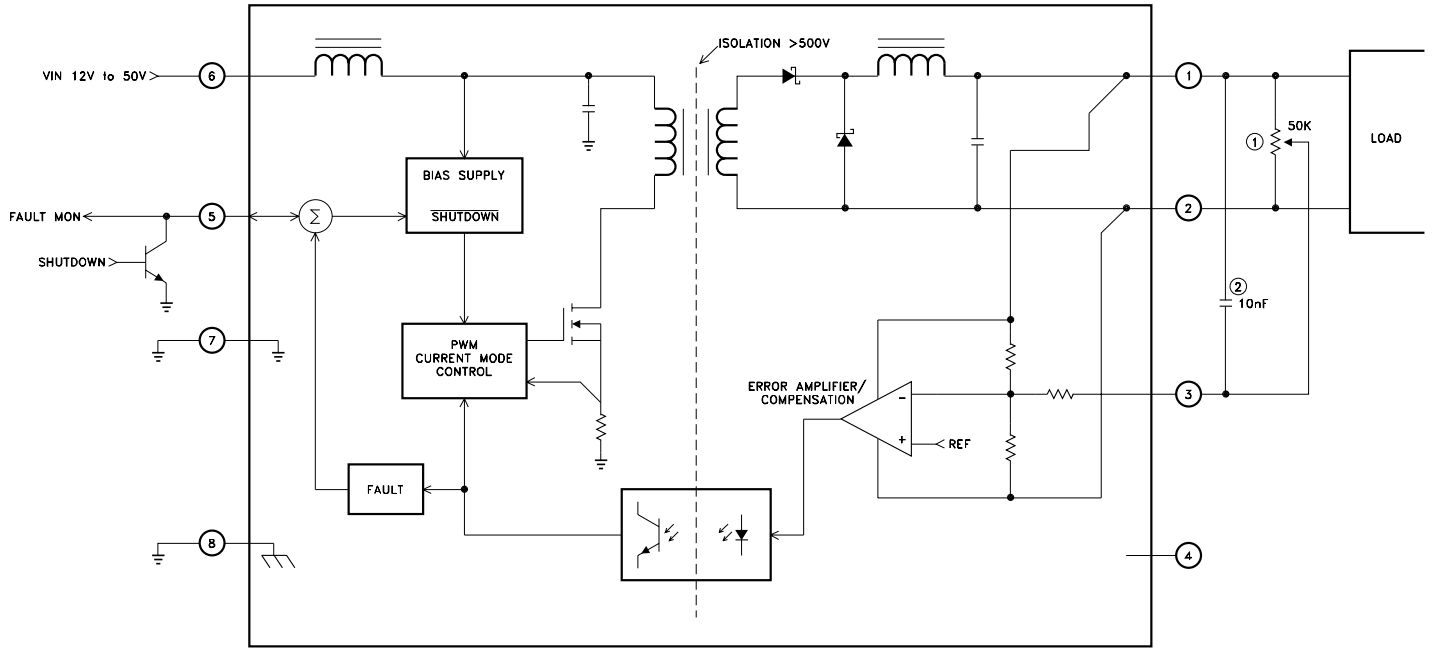 ISOLATION >500V
VIN 12V to 50V
6
1
50K
1
LOAD
BIAS SUPPLY
SHUTDOWN
FAULT MON
5
Σ
2
SHUTDOWN
2
10nF
7
PWM
CURRENT MODE
CONTROL
ERROR AMPLIFIER/
COMPENSATION
-
+
REF
3
FAULT
8
4